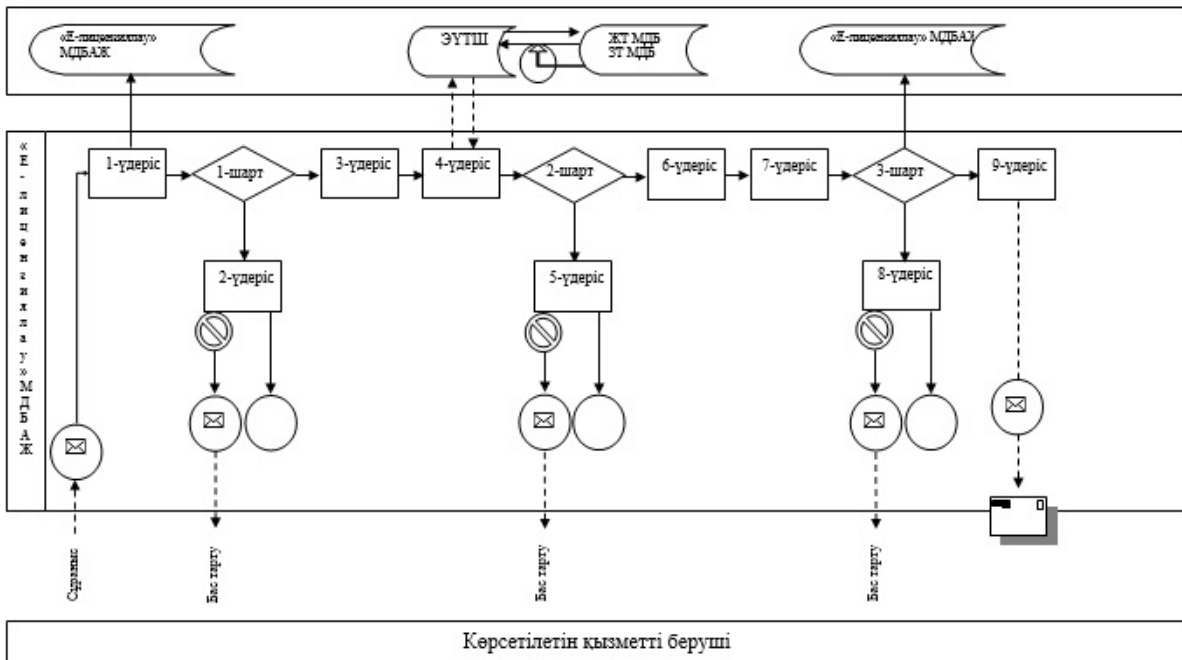 «Е-лицензиялау»
МДБАЖ
ЭҮТШ
ЖТ МДБ
ЗТ МДБ
«Е-лицензиялау» МДБАЖ
«Е-лицензиялау» МДБАЖ
1-үдеріс
1-шарт
3-үдеріс
4-үдеріс
2-шарт
6-үдеріс
7-үдеріс
3-шарт
9-үдеріс
2-үдеріс
5-үдеріс
8-үдеріс
Сұраныс
Бас тарту
Бас тарту
Бас тарту
Көрсетілетін қызметті беруші